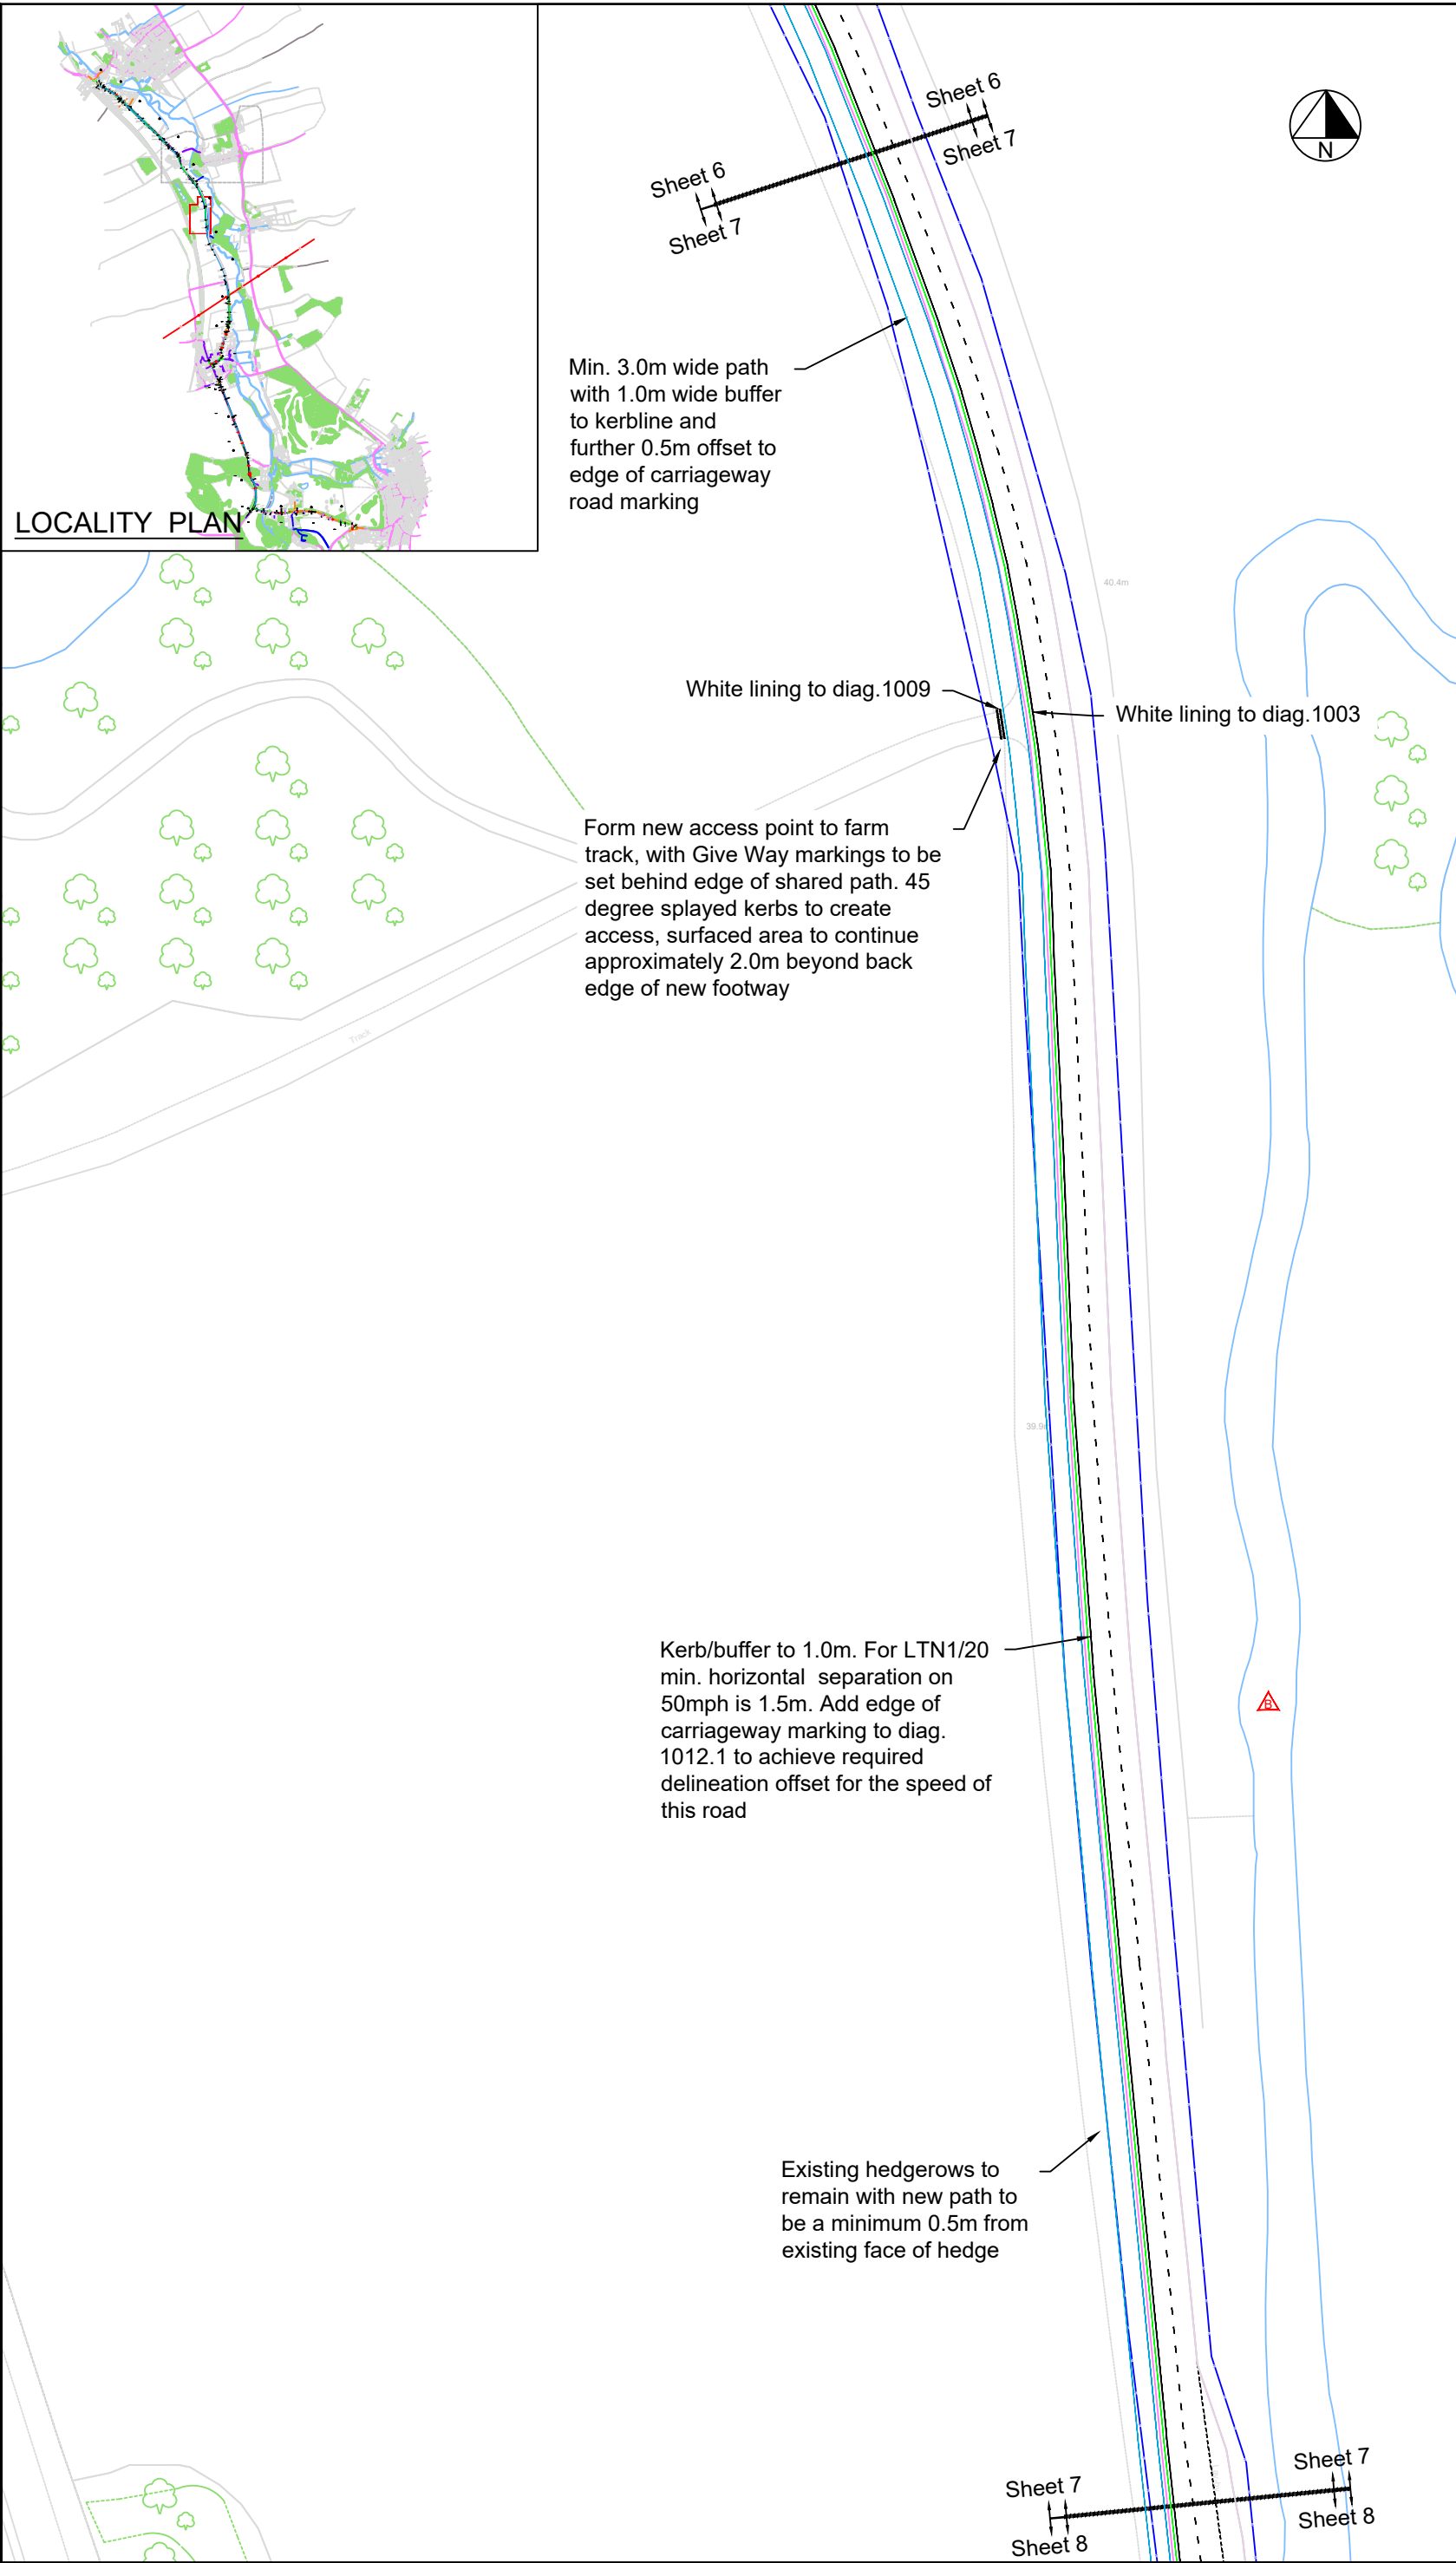 LOCALITY PLAN
Sheet 6
Sheet 7
Sheet 6
Sheet 7
N
Min. 3.0m wide path
with 1.0m wide buffer
to kerbline and
further 0.5m offset to
edge of carriageway
road marking
40.4m
White lining to diag.1009
White lining to diag.1003
Form new access point to farm
track, with Give Way markings to be
set behind edge of shared path. 45
degree splayed kerbs to create
access, surfaced area to continue
approximately 2.0m beyond back
edge of new footway
Track
39.9m
Kerb/buffer to 1.0m. For LTN1/20
min. horizontal separation on
50mph is 1.5m. Add edge of
carriageway marking to diag.
1012.1 to achieve required
delineation offset for the speed of
this road
B
Existing hedgerows to
remain with new path to
be a minimum 0.5m from
existing face of hedge
Sheet 7
Sheet 8
Sheet 7
Sheet 8